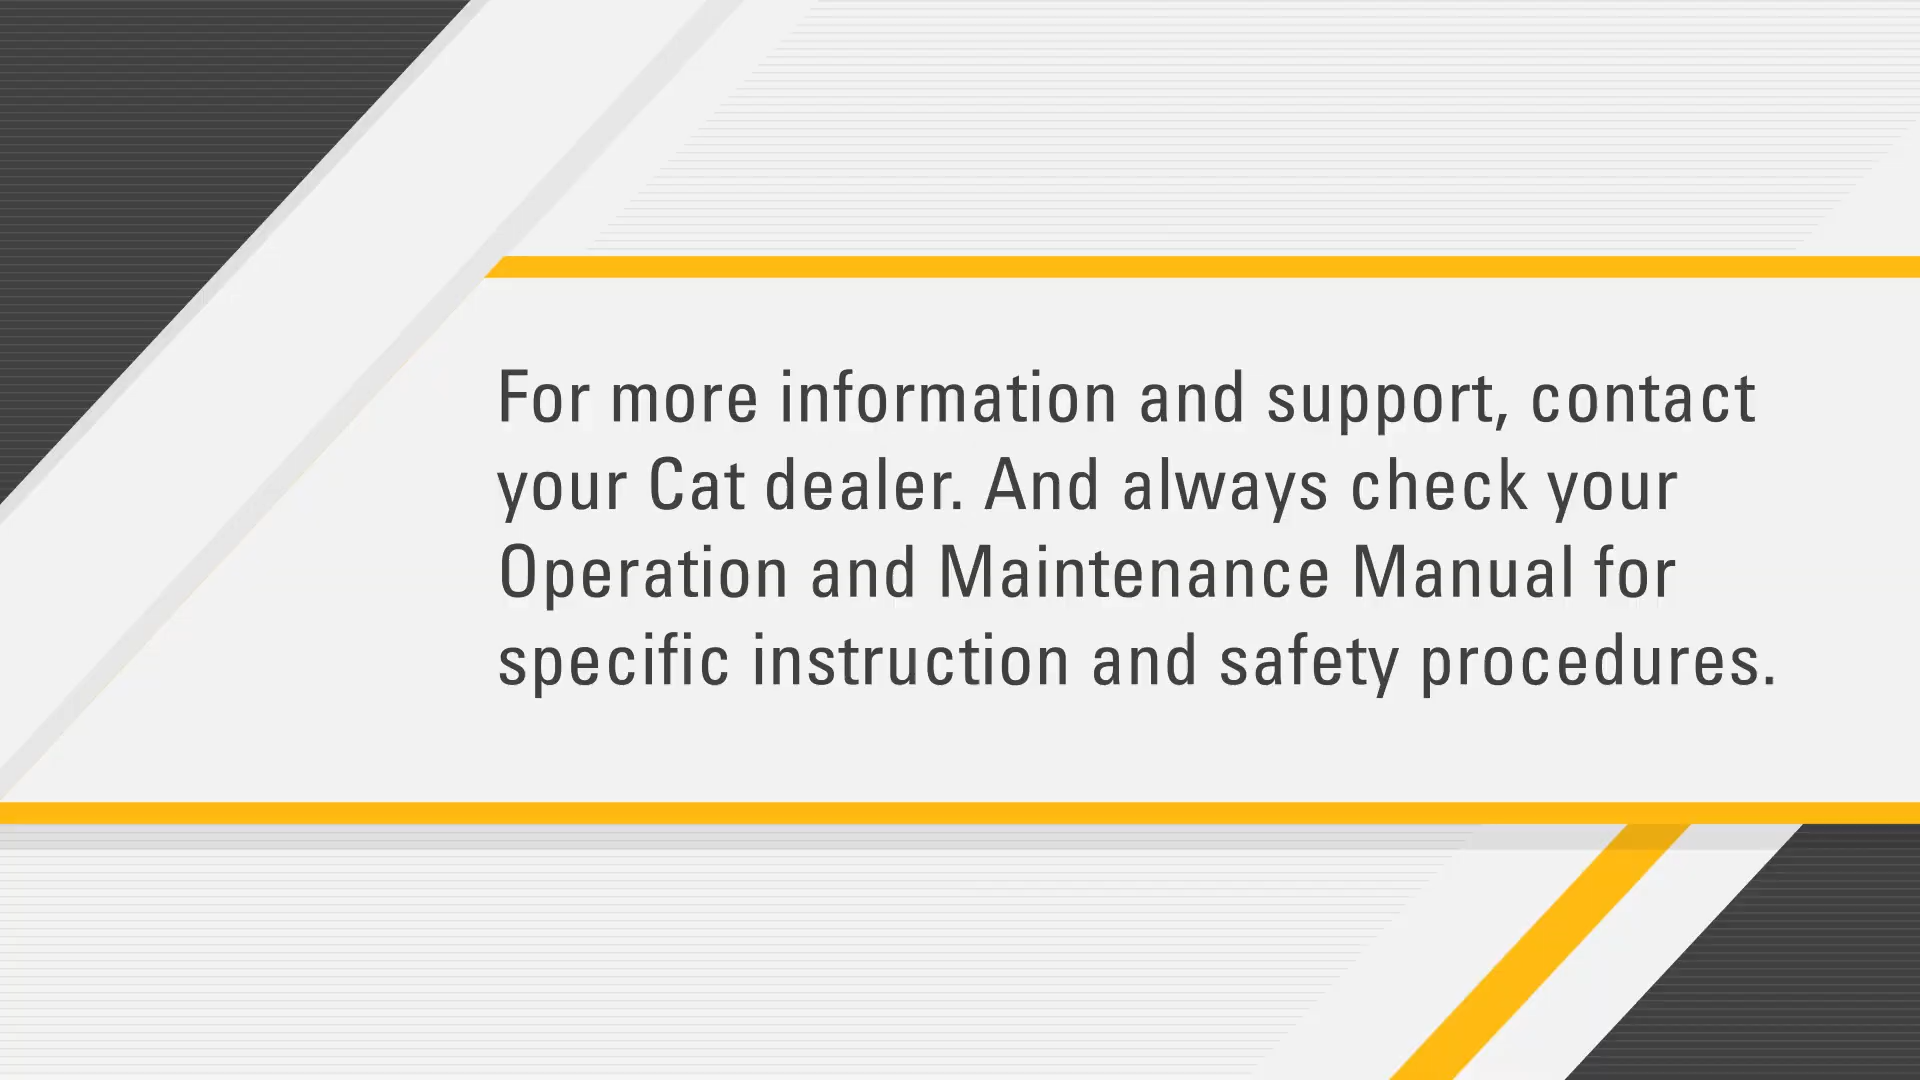 For more information and support, contact
your Cat dealer. And always check your
Operation and Maintenance Manual for
specific instruction and safety procedures.